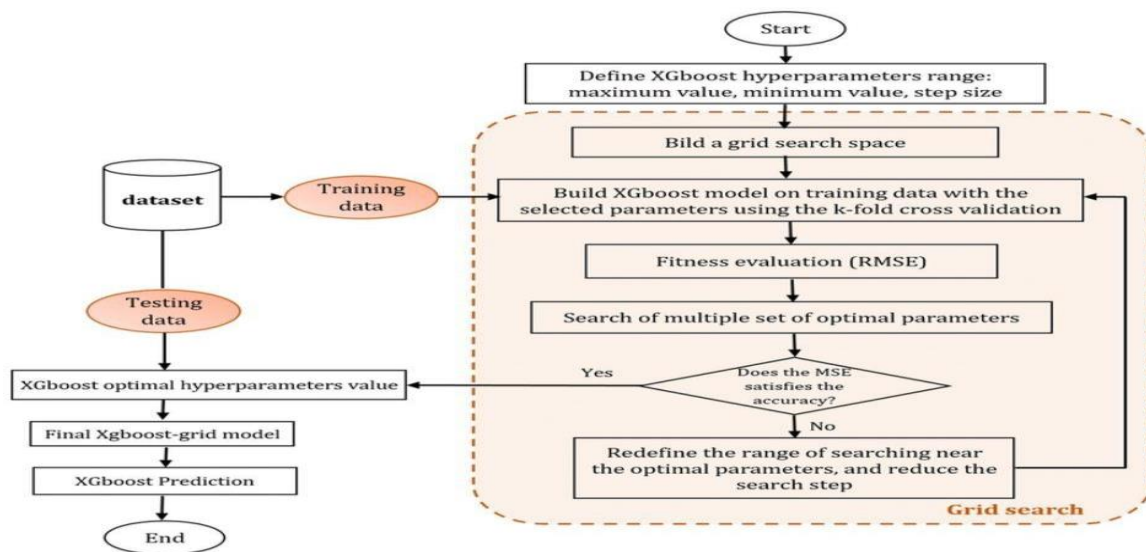 Start
Define XGboost hyperparameters range:
maximum value, minimum value, step size
Bild a grid search space
dataset
Training
data
Build XGboost model on training data with the
selected parameters using the k-fold cross validation
Fitness evaluation (RMSE)
Testing
data
Search of multiple set of optimal parameters
Does the MSE
satisfies the
accuracy?
Yes
XGboost optimal hyperparameters value
No
Final Xgboost-grid model
Redefine the range of searching near
the optimal parameters, and reduce the
search step
XGboost Prediction
Grid search
End